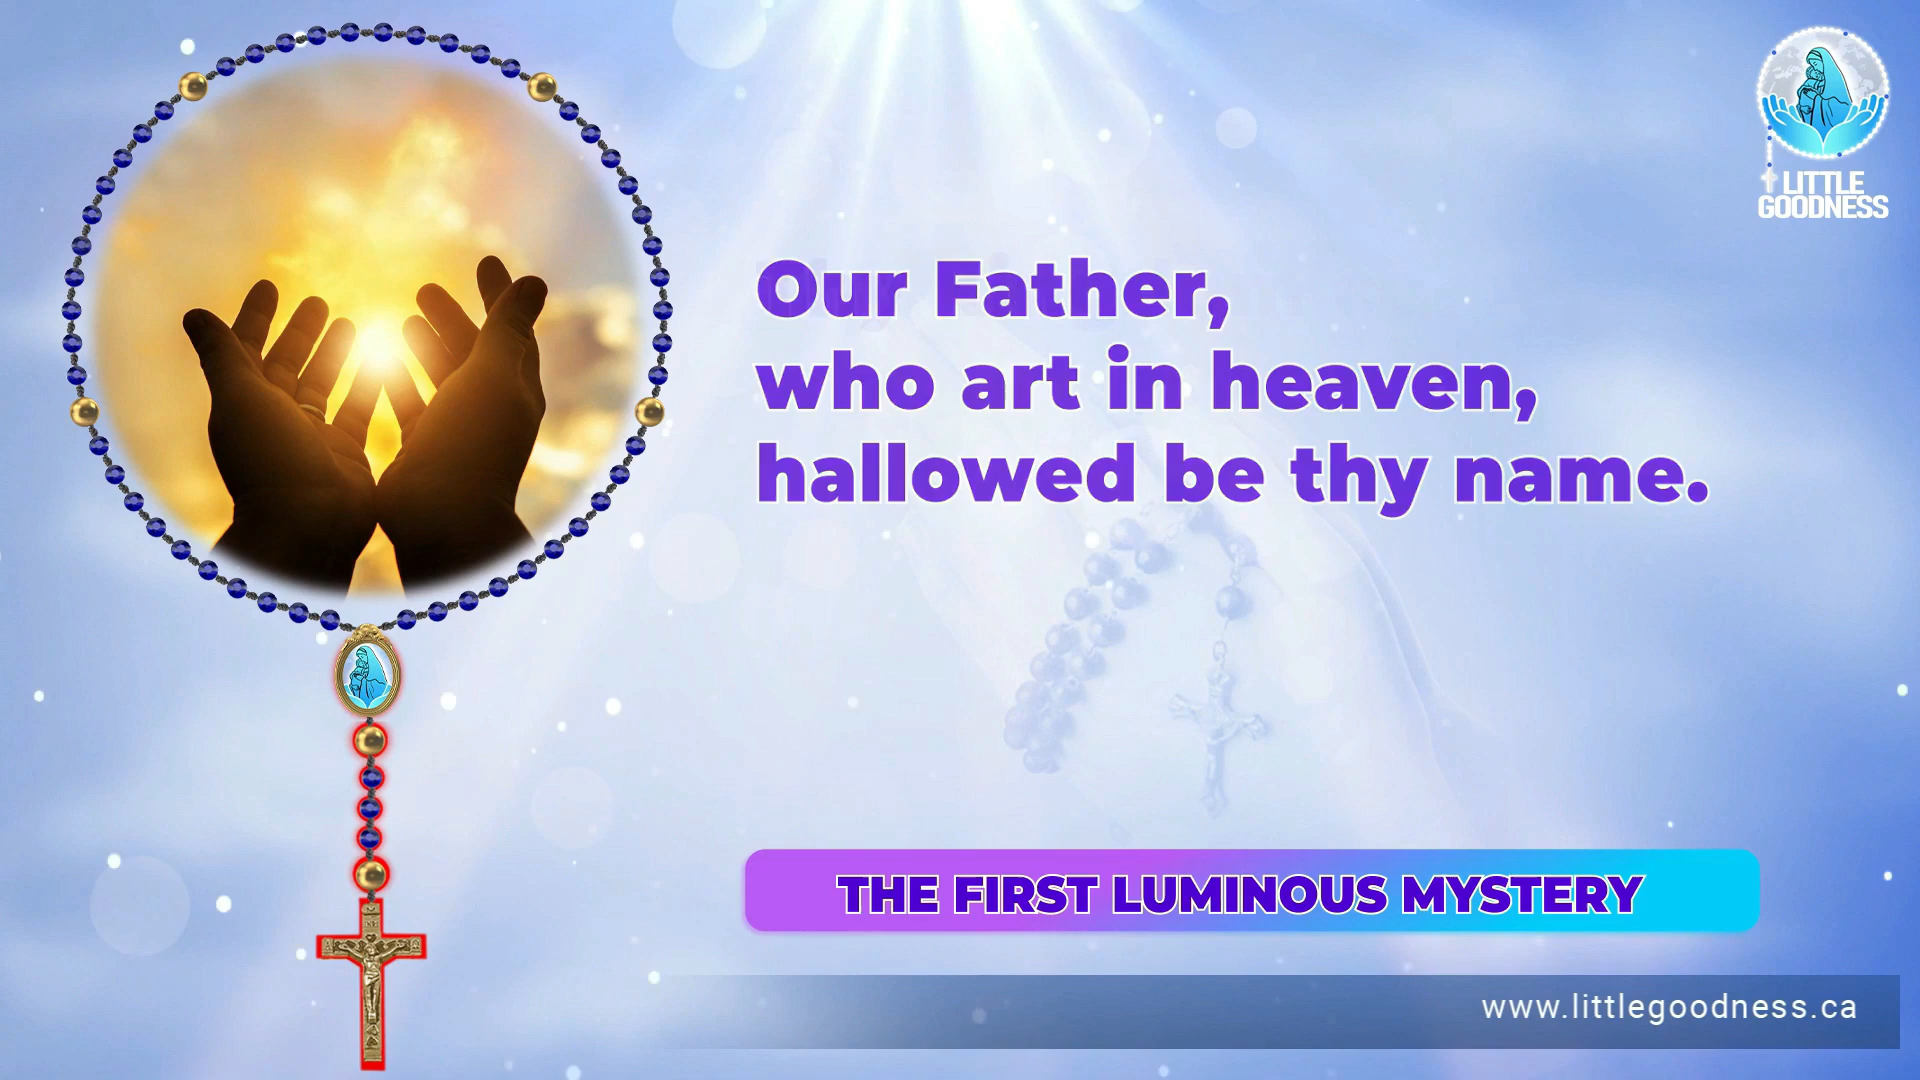 LITTLE
GOODNESS
Our Father,
who art in heaven,
hallowed be thy name.
THE FIRST LUMINOUS MYSTERY
www.littlegoodness.ca